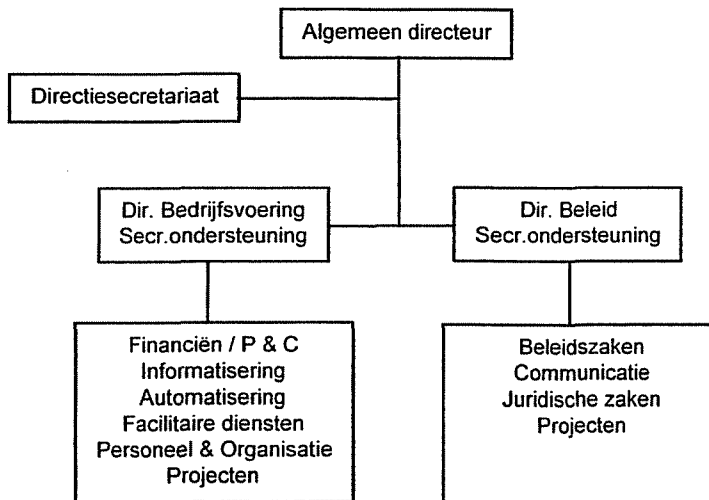 Algemeen directeur
Directiesecretariaat
Dir. Bedrijfsvoering
Secr.ondersteuning
Dir. Beleid
Secr.ondersteuning
Financiën / P & C
Informatisering
Automatisering
Facilitaire diensten
Personeel & Organisatie
Projecten
Beleidszaken
Communicatie
Juridische zaken
Projecten